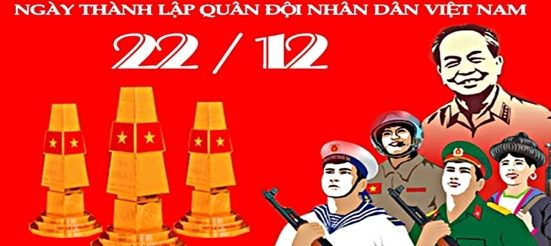 NGÀY THÀNH LẬP QUÂN ĐỘI NHÂN DÂN VIỆT NAM
22 / 12